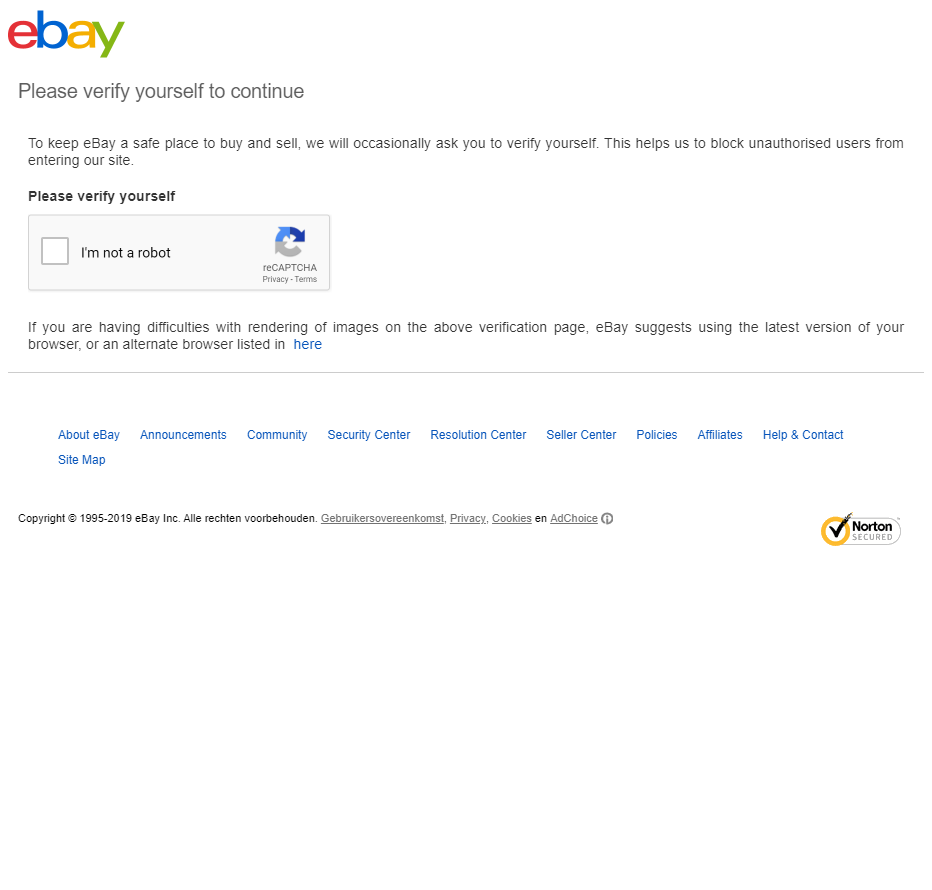 ebay
Please verify yourself to continue
To keep eBay a safe place to buy and sell, we will occasionally ask you to verify yourself. This helps us to block unauthorised users from
entering our site.
Please verify yourself
I'm not a robot
reCAPTCHA
Privacy - Terms
If you are having difficulties with rendering of images on the above verification page, eBay suggests using the latest version of your
browser, or an alternate browser listed in here
About eBay Announcements Community Security Center Resolution Center Seller Center Policies Affiliates Help & Contact
Site Map
Copyright © 1995-2019 eBay Inc. Alle rechten voorbehouden. Gebruikersovereenkomst, Privacy, Cookies en AdChoice
Norton
SECURED